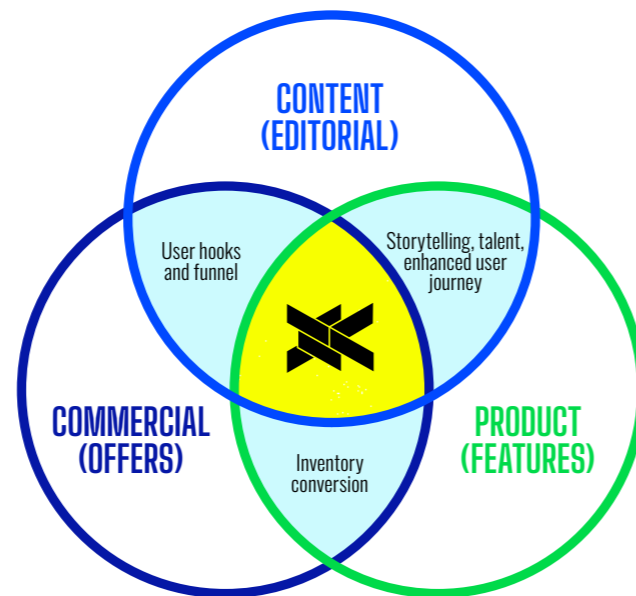 CONTENT
(EDITORIAL)
User hooks
and funnel
Storytelling, talent,
enhanced user
journey
COMMERCIAL
(OFFERS)
PRODUCT
(FEATURES)
Inventory
conversion